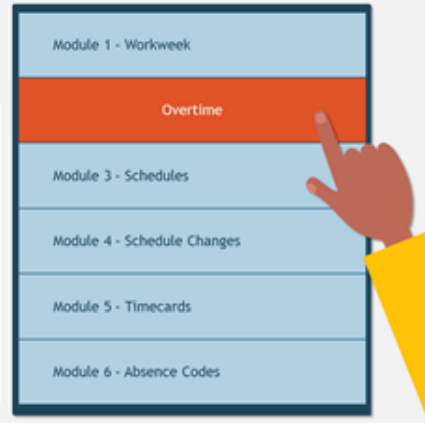 Module 1 - Workweek
Overtime
Module 3 - Schedules
Module 4 - Schedule Changes
Module 5 - Timecards
Module 6 - Absence Codes